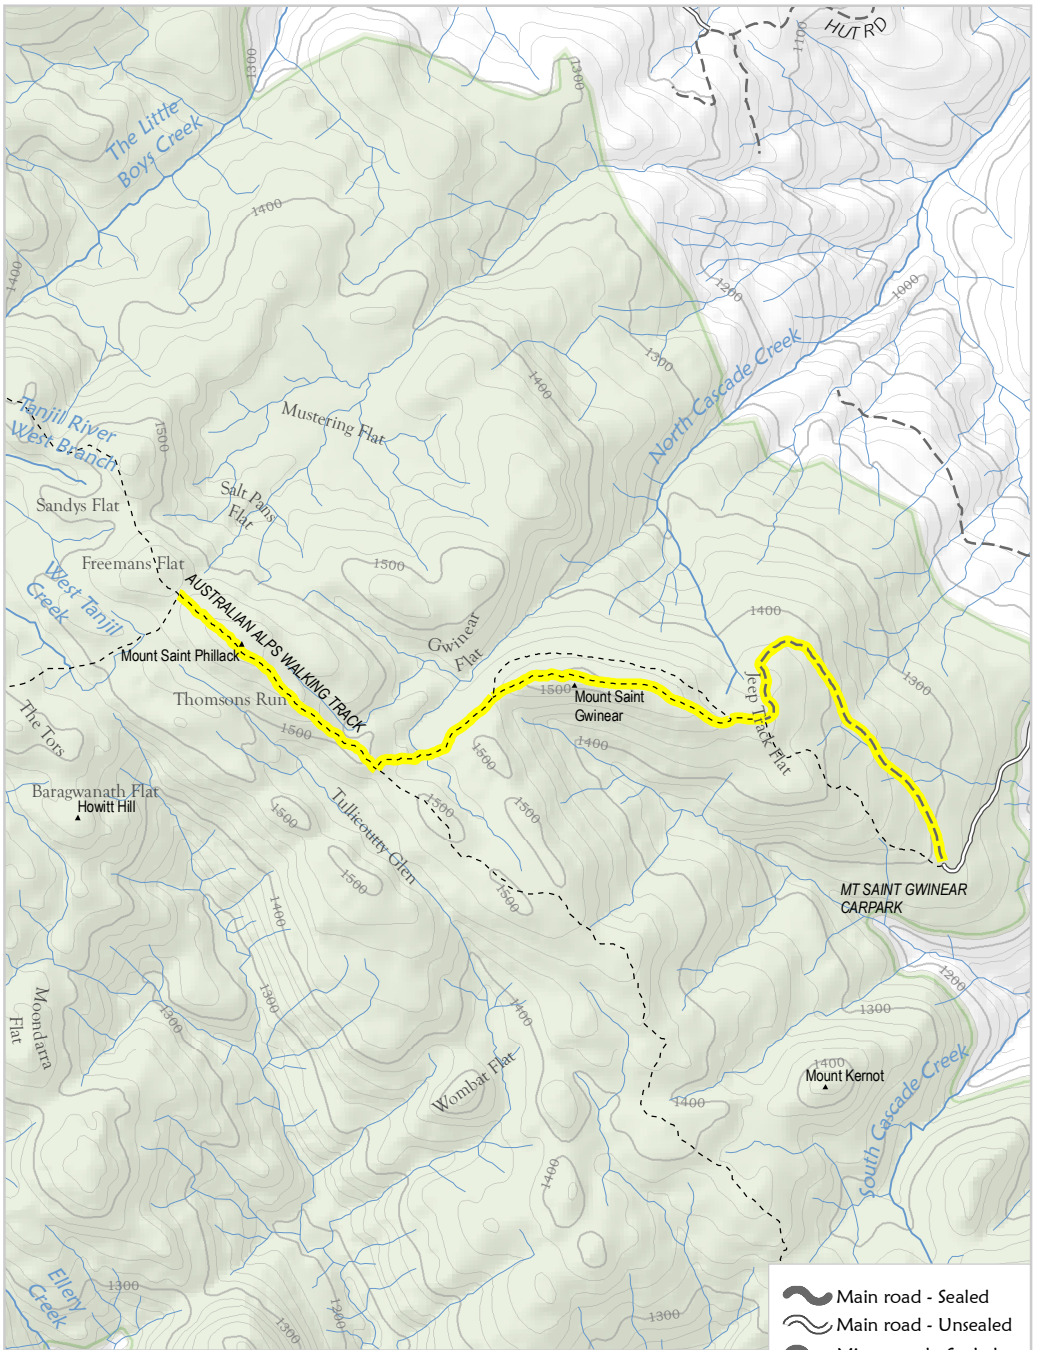 HUT RD
1100
1300
1300
The Little
Boys Creek
1400
1400
1200
1000
1300
North Cascade Creek
1400
Tanjil River
West Branch
1500
Mustering Flat
Sandys Flat
Salt Pans
Flat
Freemans Flat
1500
West Tanjil
Creek
AUSTRALIAN ALPS WALKING TRACK
1400
Gwinear
Flat
Mount Saint Phillack
1300
Thomsons Run
1500
Mount Saint
Gwinear
Jeep Track Flat
The Tors
1500
1400
1500
Baragwanath Flat
Howitt Hill
1500
1500
1500
Tullicoutty Glen
1500
1500
MT SAINT GWINEAR
CARPARK
1400
1200
1300
1300
1400
1300
Moondarra
Flat
1400
Mount Kernot
Wombat Flat
1400
South Cascade Creek
1400
Ellery
Creek
1300
1200
1300
1300
Main road - Sealed
Main road - Unsealed